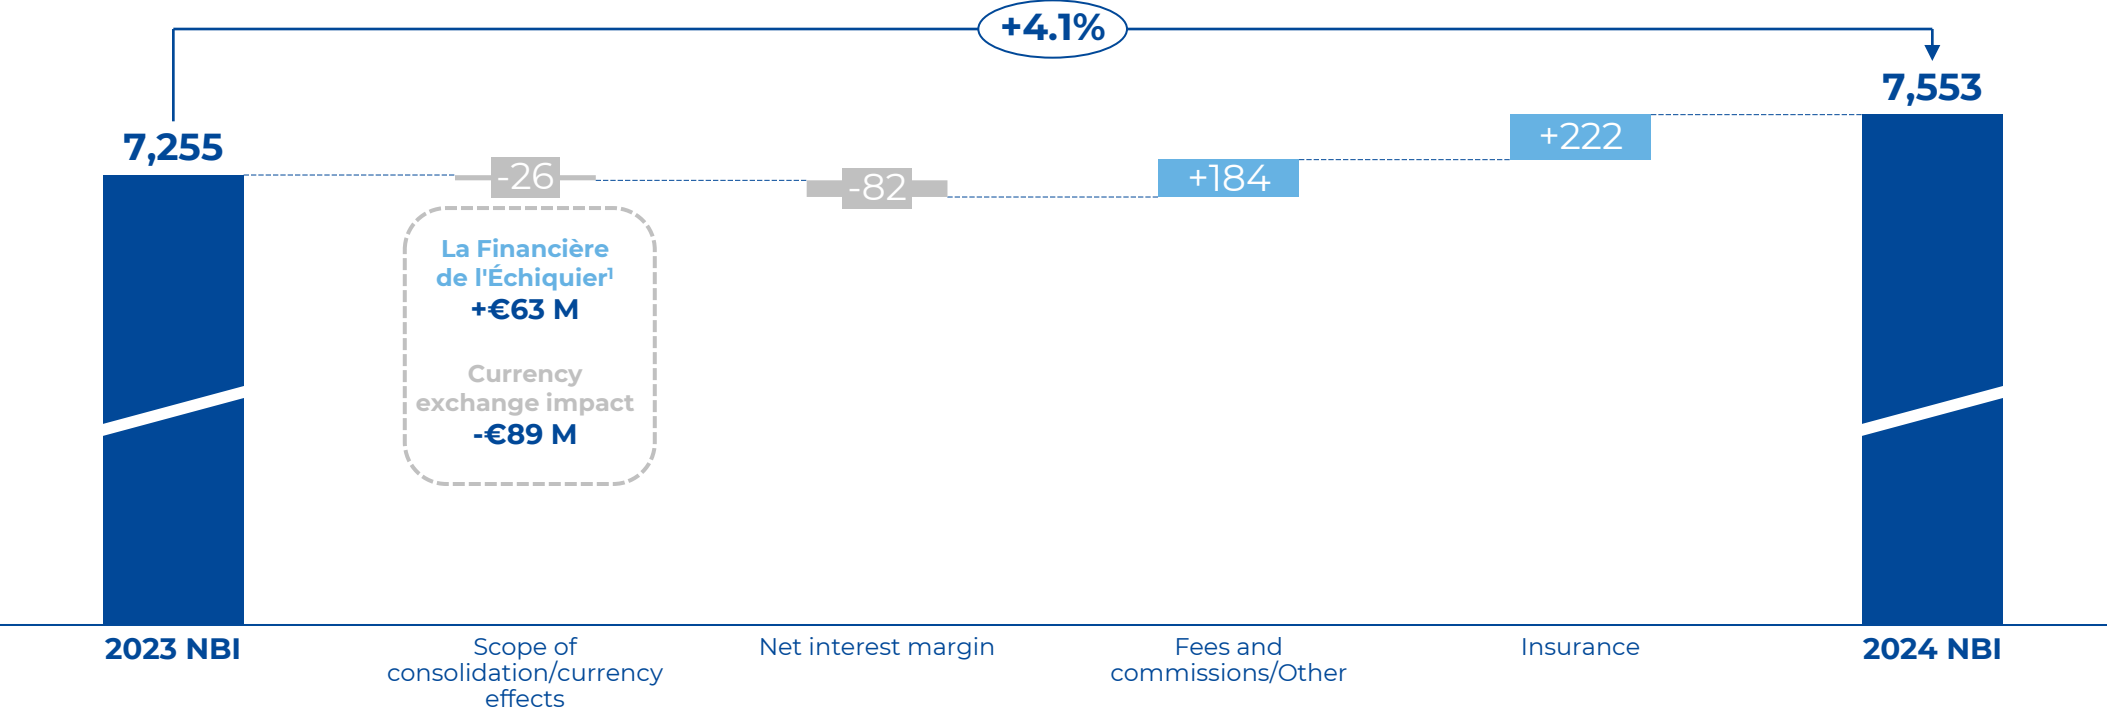 +4.1%
7,553
7,255
-26
-82
+184
+222
La Financière
de l'Échiquier¹
+€63 M
Currency
exchange impact
-€89 M
2023 NBI
Scope of
consolidation/currency
effects
Net interest margin
Fees and
commissions/Other
Insurance
2024 NBI